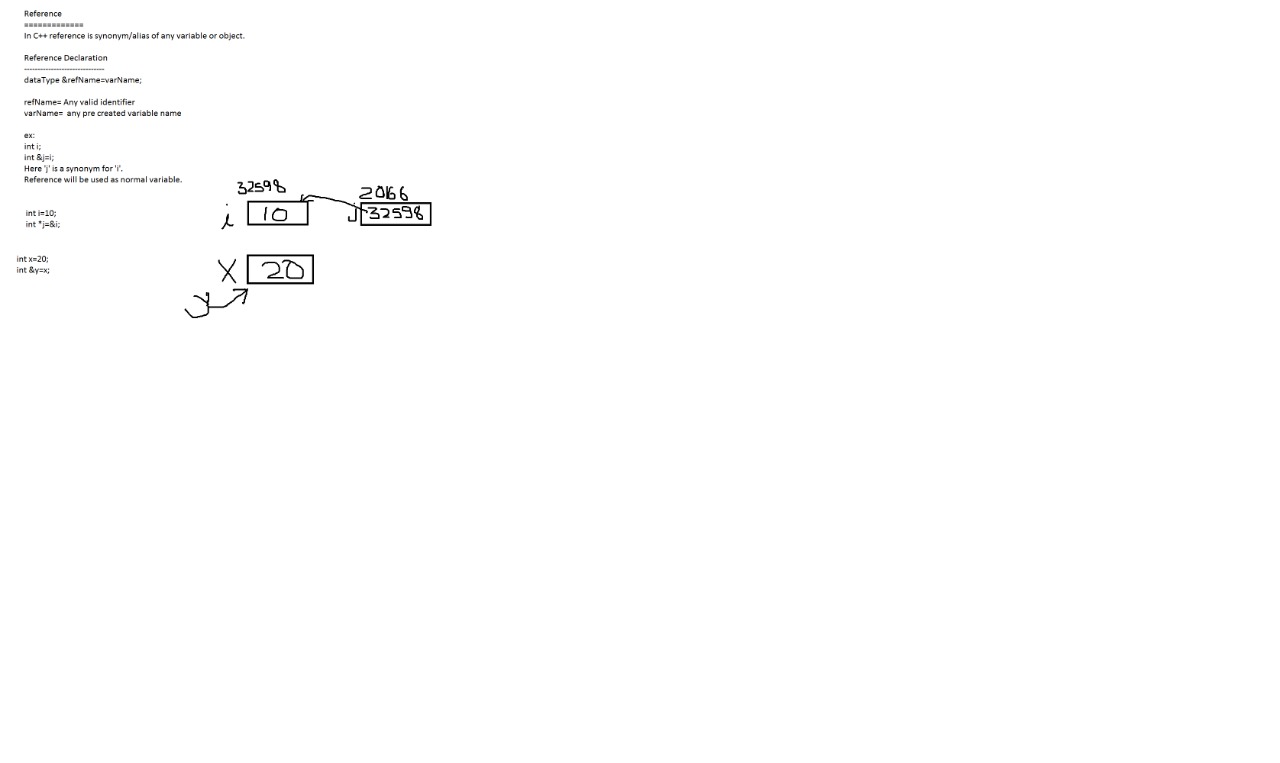 Reference
=============
In C++ reference is synonym/alias of any variable or object.
Reference Declaration
-----------------------------
dataType &refName=varName;
refName= Any valid identifier
varName=  any pre created variable name
ex:
int i;
int &j=i;
Here 'j' is a synonym for 'i'.
Reference will be used as normal variable.
32598 20166
int i=10;
int *j=&i;
i 10 j 32598
int x=20;
int &y=x;
X 20
y